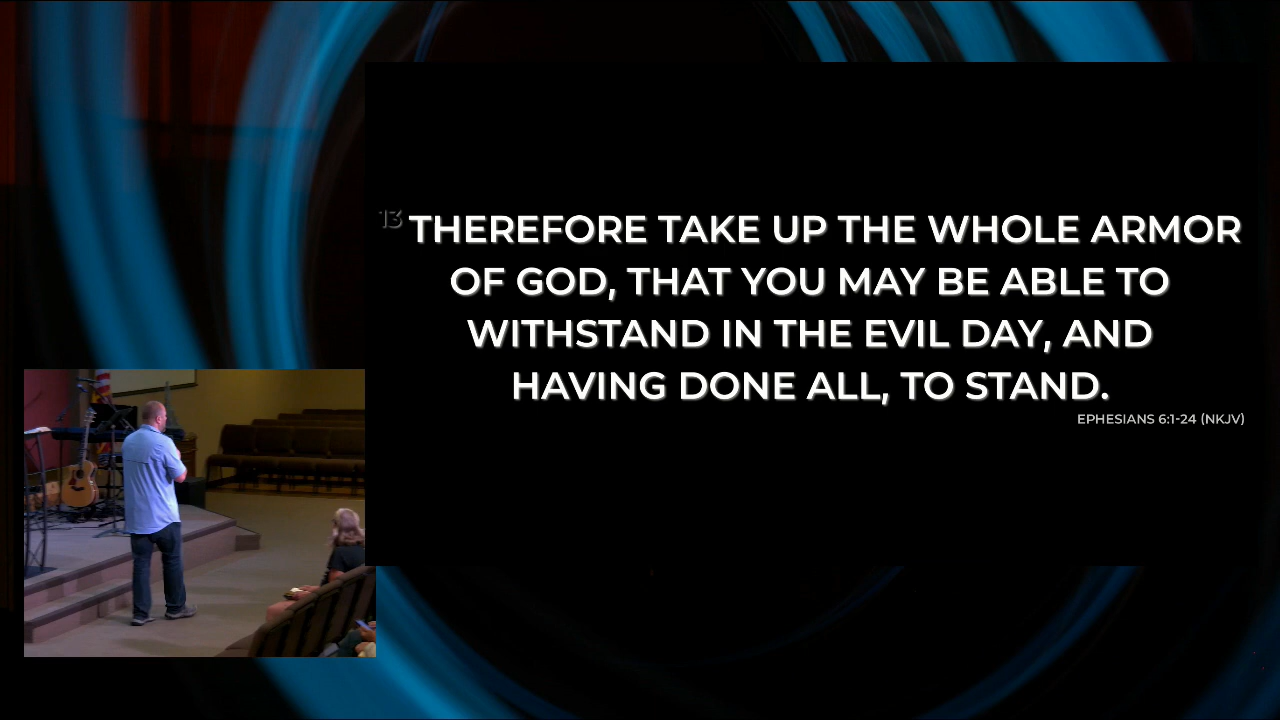 13 THEREFORE TAKE UP THE WHOLE ARMOR
OF GOD, THAT YOU MAY BE ABLE TO
WITHSTAND IN THE EVIL DAY, AND
HAVING DONE ALL, TO STAND.
EPHESIANS 6:1-24 (NKJV)